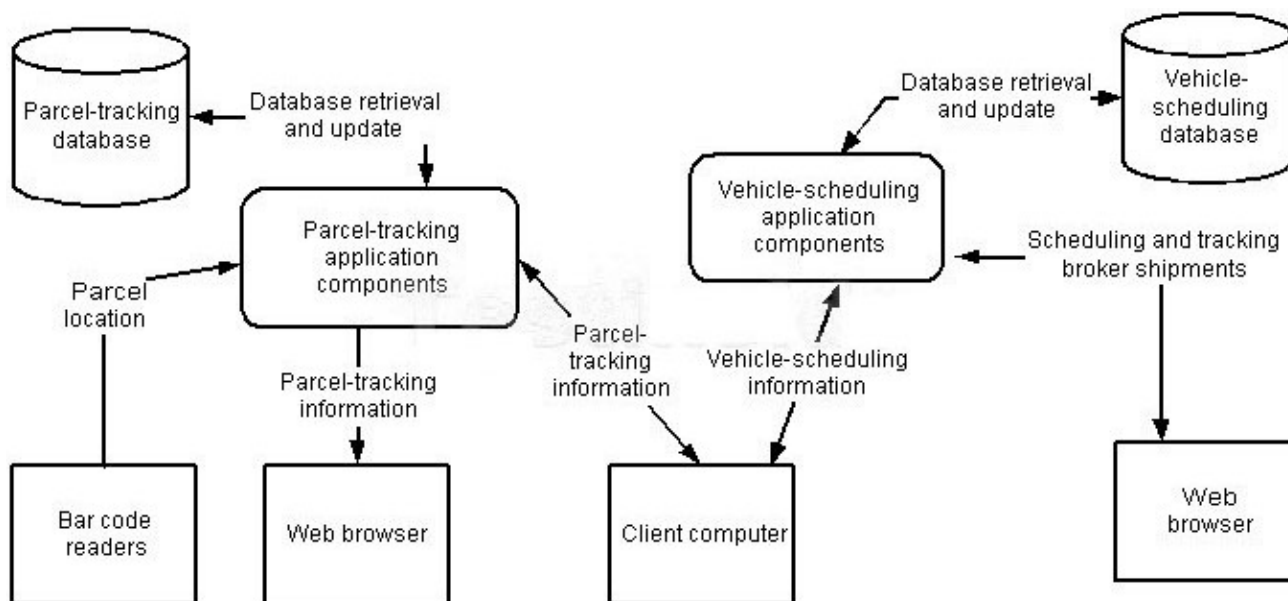 Parcel-tracking
database
Database retrieval
and update
Database retrieval
and update
Vehicle-
scheduling
database
Parcel-tracking
application
components
Vehicle-scheduling
application
components
Scheduling and tracking
broker shipments
Parcel
location
Parcel-tracking
information
Parcel-
tracking
information
Vehicle-scheduling
information
Bar code
readers
Web browser
Client computer
Web
browser